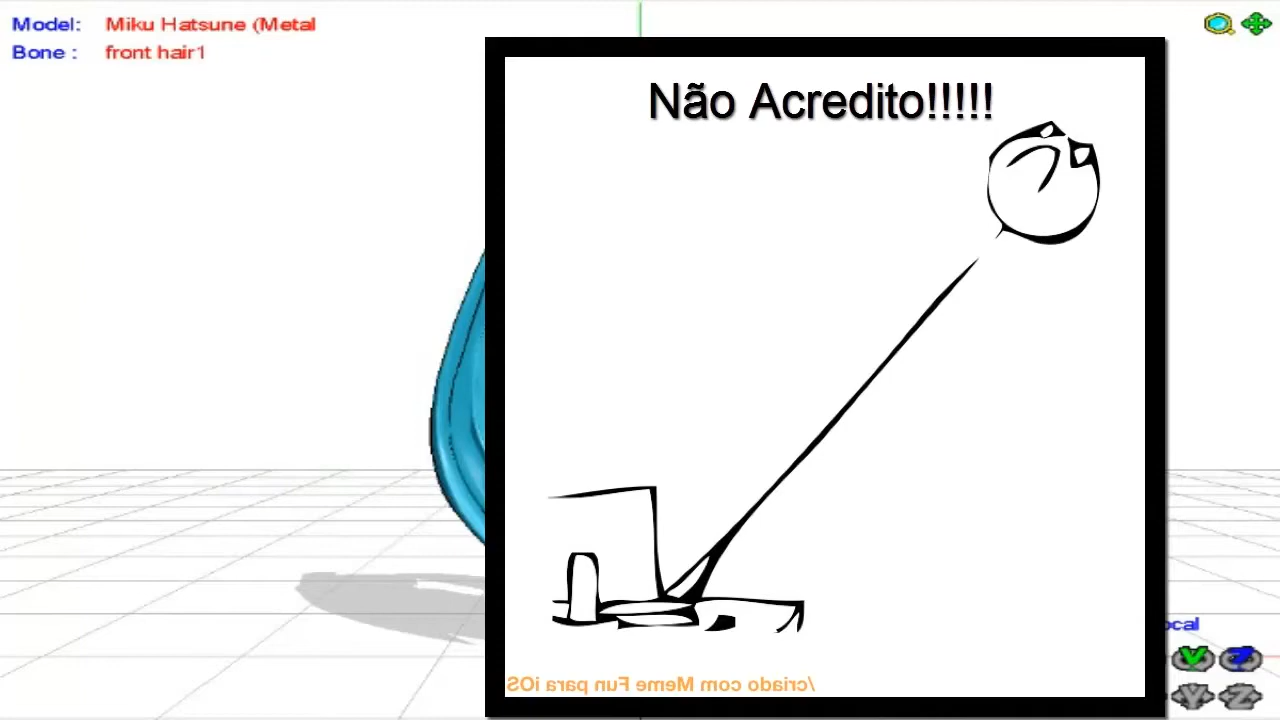 Model: Miku Hatsune (Metal
Bone : front hair1
Não Acredito!!!!!
ocal
Y Z
/criado com Meme Fun para iOS